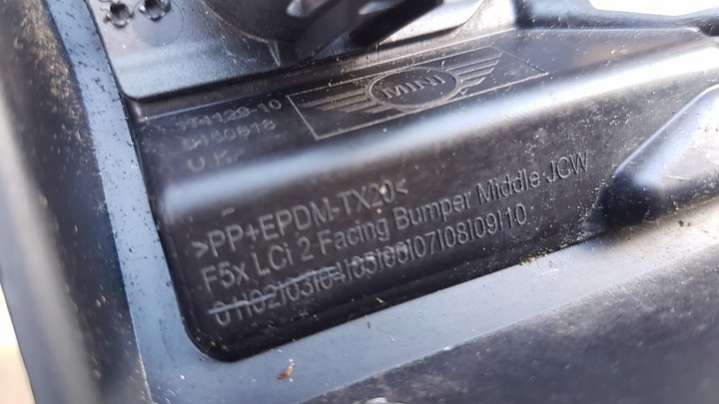 MINI
U.K.
>PP+EPDM-TX20<
F5x LCi 2 Facing Bumper Middle JCW
01|02|03|04|05|06|07|08|09|10